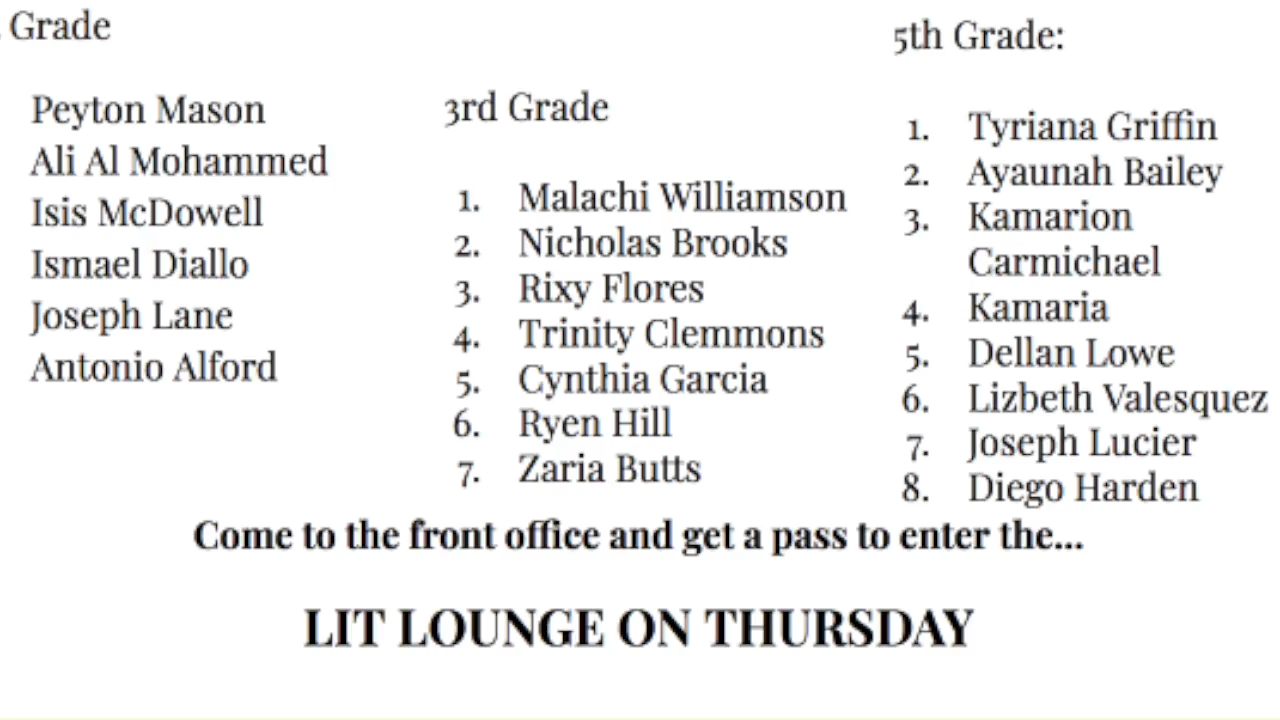 Grade
Peyton Mason
Ali Al Mohammed
Isis McDowell
Ismael Diallo
Joseph Lane
Antonio Alford
3rd Grade
1. Malachi Williamson
2. Nicholas Brooks
3. Rixy Flores
4. Trinity Clemmons
5. Cynthia Garcia
6. Ryen Hill
7. Zaria Butts
5th Grade:
1. Tyriana Griffin
2. Ayaunah Bailey
3. Kamarion
Carmichael
4. Kamaria
5. Dellan Lowe
6. Lizbeth Valesquez
7. Joseph Lucier
8. Diego Harden
Come to the front office and get a pass to enter the...
LIT LOUNGE ON THURSDAY